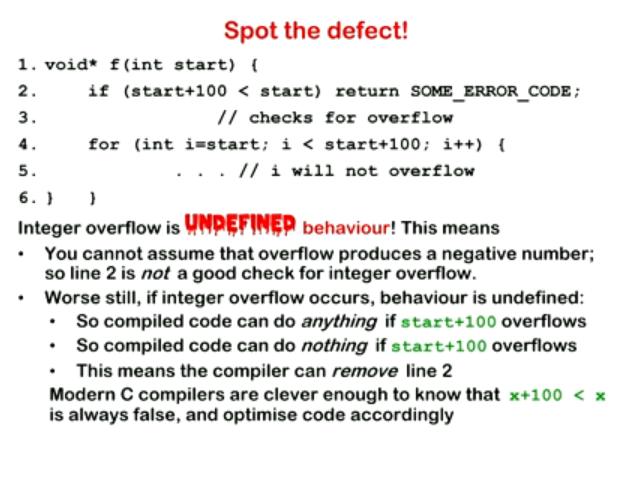 Spot the defect!
1. void* f(int start) {
2. if (start+100 < start) return SOME_ERROR_CODE;
3. // checks for overflow
4. for (int i=start; i < start+100; i++) {
5. . . . // i will not overflow
6. } }
Integer overflow is UNDEFINED behaviour! This means
• You cannot assume that overflow produces a negative number;
so line 2 is not a good check for integer overflow.
• Worse still, if integer overflow occurs, behaviour is undefined:
• So compiled code can do anything if start+100 overflows
• So compiled code can do nothing if start+100 overflows
• This means the compiler can remove line 2
Modern C compilers are clever enough to know that x+100 < x
is always false, and optimise code accordingly